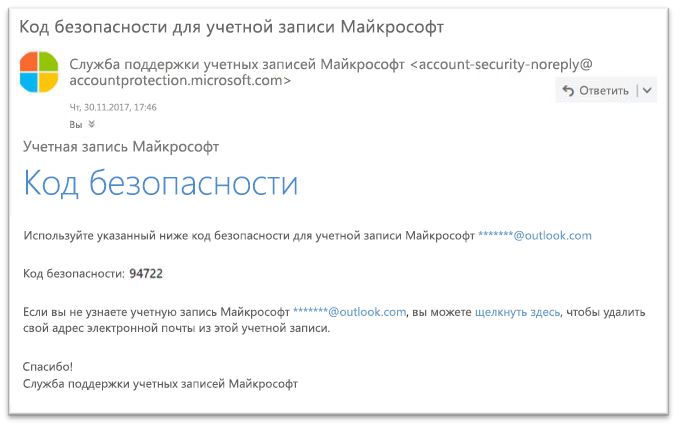 Код безопасности для учетной записи Майкрософт
Служба поддержки учетных записей Майкрософт <account-security-noreply@
accountprotection.microsoft.com>
Ответить
Чт, 30.11.2017, 17:46
Вы
Учетная запись Майкрософт
Код безопасности
Используйте указанный ниже код безопасности для учетной записи Майкрософт *******@outlook.com
Код безопасности: 94722
Если вы не узнаете учетную запись Майкрософт *******@outlook.com, вы можете щелкнуть здесь, чтобы удалить
свой адрес электронной почты из этой учетной записи.
Спасибо!
Служба поддержки учетных записей Майкрософт